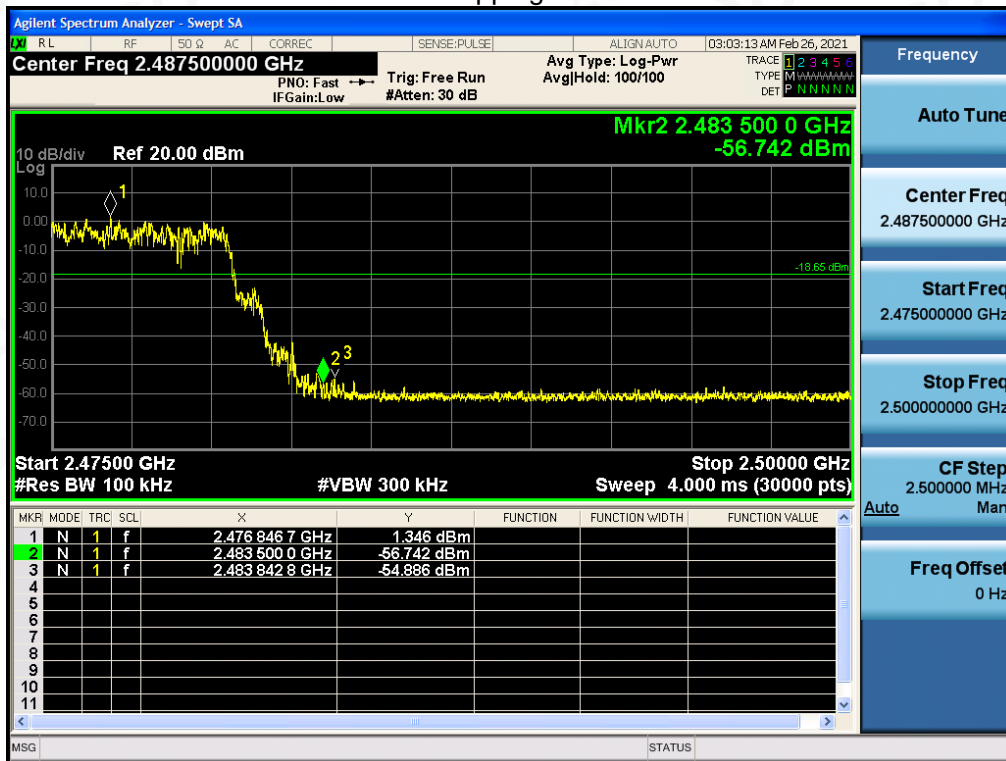 pping
Agilent Spectrum Analyzer - Swept SA
LXI RL RF 50 Ω AC CORREC SENSE:PULSE ALIGN AUTO 03:03:13 AM Feb 26, 2021
Center Freq 2.487500000 GHz
PNO: Fast
IFGain:Low
Trig: Free Run
#Atten: 30 dB
Avg Type: Log-Pwr
Avg|Hold: 100/100
TRACE 1 2 3 4 5 6
TYPE M WWWWW
DET P N N N N N
Mkr2 2.483 500 0 GHz
-56.742 dBm
10 dB/div Ref 20.00 dBm
Log
10.0
0.00
-10.0
-20.0
-30.0
-40.0
-50.0
-60.0
-70.0
1
2
3
-18.65 dBm
Start 2.47500 GHz Stop 2.50000 GHz
#Res BW 100 kHz #VBW 300 kHz Sweep 4.000 ms (30000 pts)
MKR MODE TRC SCL X Y FUNCTION FUNCTION WIDTH FUNCTION VALUE
1 N 1 f 2.476 846 7 GHz 1.346 dBm
2 N 1 f 2.483 500 0 GHz -56.742 dBm
3 N 1 f 2.483 842 8 GHz -54.886 dBm
4
5
6
7
8
9
10
11
MSG STATUS
Frequency
Auto Tune
Center Freq
2.487500000 GHz
Start Freq
2.475000000 GHz
Stop Freq
2.500000000 GHz
CF Step
2.500000 MHz
Auto Man
Freq Offset
0 Hz